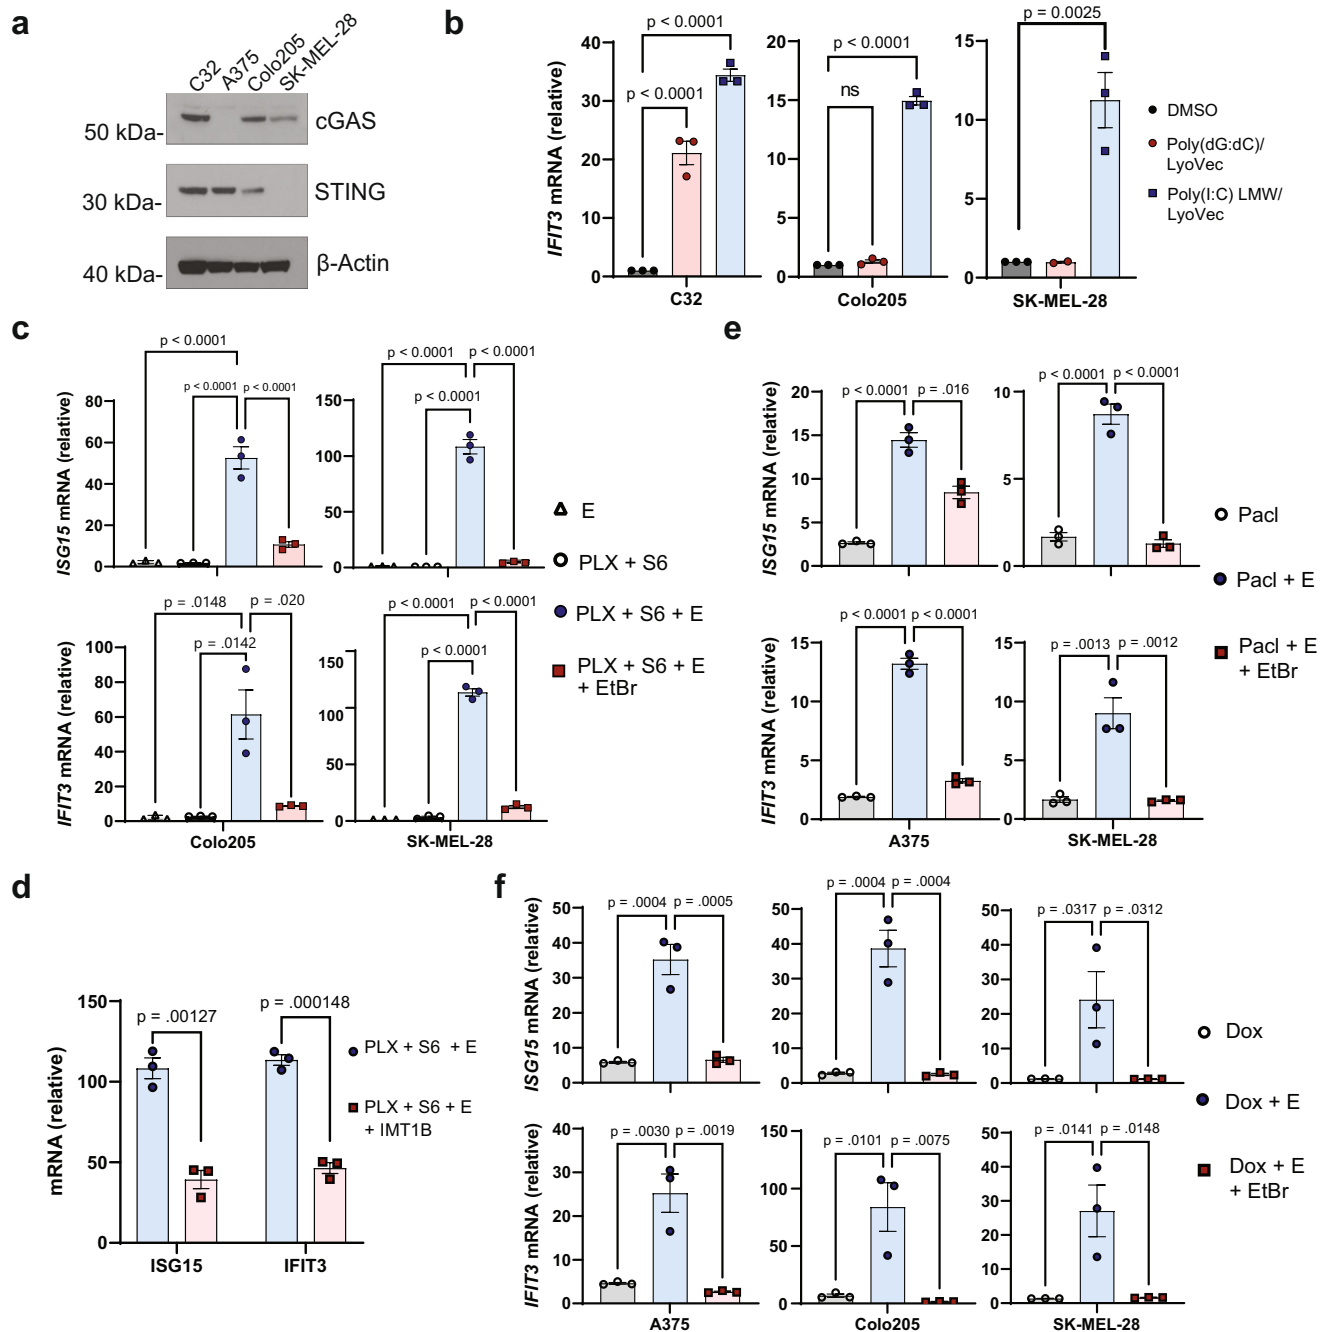 a
C32
A375
Colo205
SK-MEL-28
50 kDa-
cGAS
30 kDa-
STING
40 kDa-
β-Actin
b
IFIT3 mRNA (relative)
p < 0.0001
p < 0.0001
40
30
20
10
0
C32
p < 0.0001
ns
20
15
10
5
0
Colo205
p = 0.0025
15
10
5
0
SK-MEL-28
DMSO
Poly(dG:dC)/
LyoVec
Poly(I:C) LMW/
LyoVec
c
ISG15 mRNA (relative)
p < 0.0001
p < 0.0001
p < 0.0001
80
60
40
20
0
p < 0.0001
p < 0.0001
p < 0.0001
150
100
50
0
IFIT3 mRNA (relative)
p = .0148
p = .020
p = .0142
100
80
60
40
20
0
Colo205
p < 0.0001
p < 0.0001
p < 0.0001
150
100
50
0
SK-MEL-28
E
PLX + S6
PLX + S6 + E
PLX + S6 + E
+ EtBr
e
ISG15 mRNA (relative)
p < 0.0001
p = .016
20
15
10
5
0
p < 0.0001
p < 0.0001
10
5
0
IFIT3 mRNA (relative)
p < 0.0001
p < 0.0001
15
10
5
0
A375
p = .0013
p = .0012
15
10
5
0
SK-MEL-28
Pacl
Pacl + E
Pacl + E
+ EtBr
d
mRNA (relative)
p = .00127
p = .000148
150
100
50
0
ISG15
IFIT3
PLX + S6 + E
PLX + S6 + E
+ IMT1B
f
ISG15 mRNA (relative)
p = .0004
p = .0005
50
40
30
20
10
0
p = .0004
p = .0004
50
40
30
20
10
0
p = .0317
p = .0312
50
40
30
20
10
0
IFIT3 mRNA (relative)
p = .0030
p = .0019
40
30
20
10
0
A375
p = .0101
p = .0075
150
100
50
0
Colo205
p = .0141
p = .0148
50
40
30
20
10
0
SK-MEL-28
Dox
Dox + E
Dox + E
+ EtBr